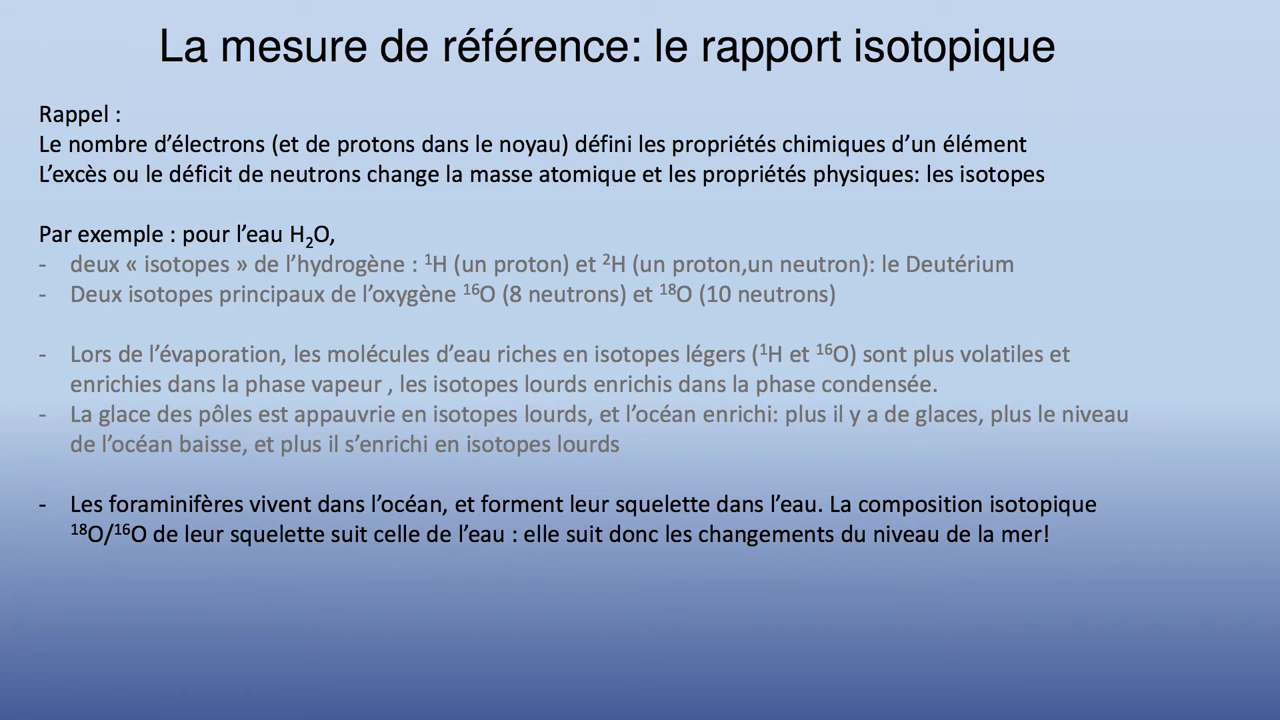 La mesure de référence: le rapport isotopique
Rappel :
Le nombre d’électrons (et de protons dans le noyau) défini les propriétés chimiques d’un élément
L’excès ou le déficit de neutrons change la masse atomique et les propriétés physiques: les isotopes
Par exemple : pour l’eau H₂O,
- deux « isotopes » de l’hydrogène : ¹H (un proton) et ²H (un proton,un neutron): le Deutérium
- Deux isotopes principaux de l’oxygène ¹⁶O (8 neutrons) et ¹⁸O (10 neutrons)
- Lors de l’évaporation, les molécules d’eau riches en isotopes légers (¹H et ¹⁶O) sont plus volatiles et
enrichies dans la phase vapeur , les isotopes lourds enrichis dans la phase condensée.
- La glace des pôles est appauvrie en isotopes lourds, et l’océan enrichi: plus il y a de glaces, plus le niveau
de l’océan baisse, et plus il s’enrichi en isotopes lourds
- Les foraminifères vivent dans l’océan, et forment leur squelette dans l’eau. La composition isotopique
¹⁸O/¹⁶O de leur squelette suit celle de l’eau : elle suit donc les changements du niveau de la mer!